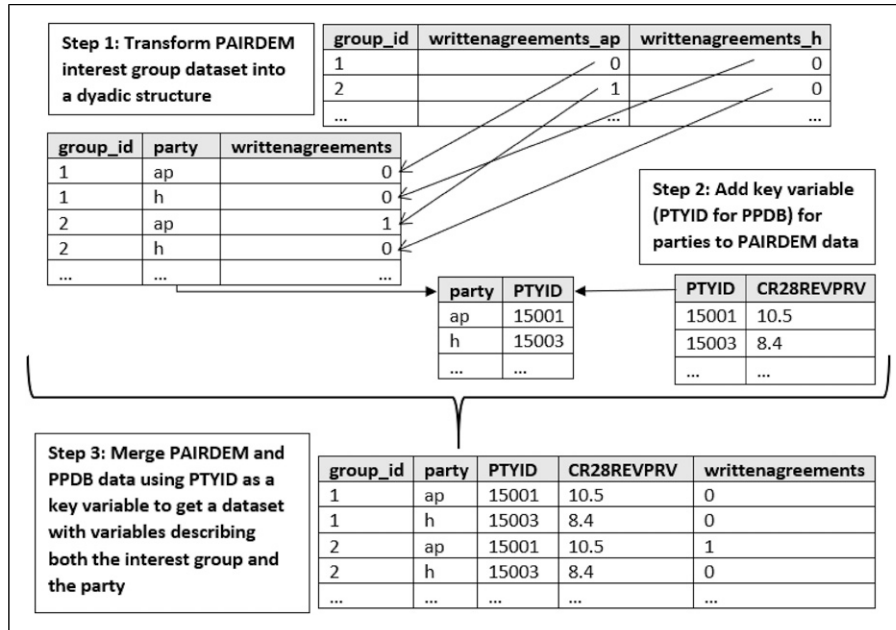 Step 1: Transform PAIRDEM
interest group dataset into
a dyadic structure
group_id writtenagreements_ap writtenagreements_h
1 0 0
2 1 0
... ... ...
group_id party writtenagreements
1 ap 0
1 h 0
2 ap 1
2 h 0
... ... ...
Step 2: Add key variable
(PTYID for PPDB) for
parties to PAIRDEM data
party PTYID
ap 15001
h 15003
... ...
PTYID CR28REVPRV
15001 10.5
15003 8.4
... ...
Step 3: Merge PAIRDEM and
PPDB data using PTYID as a
key variable to get a dataset
with variables describing
both the interest group and
the party
group_id party PTYID CR28REVPRV writtenagreements
1 ap 15001 10.5 0
1 h 15003 8.4 0
2 ap 15001 10.5 1
2 h 15003 8.4 0
... ... ... ... ...